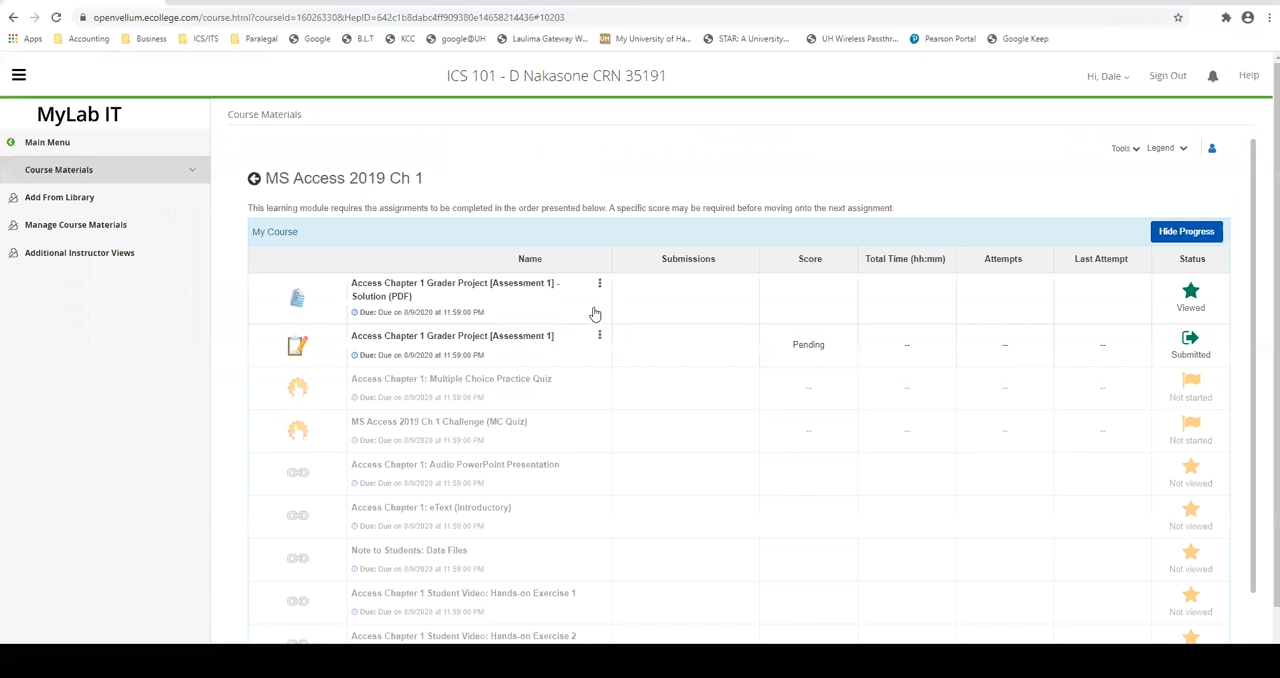 openvellum.ecollege.com/course.html?courseId=16026330&HepID=642c1b8dabc4ff909380e14658214436#10203
Apps Accounting Business ICS/ITS Paralegal Google B.L.T KCC google@UH Laulima Gateway W... My University of Ha... STAR: A University... UH Wireless Passthr... Pearson Portal Google Keep
ICS 101 - D Nakasone CRN 35191
Hi, Dale Sign Out Help
MyLab IT
Main Menu
Course Materials
Add From Library
Manage Course Materials
Additional Instructor Views
Course Materials
Tools Legend
MS Access 2019 Ch 1
This learning module requires the assignments to be completed in the order presented below. A specific score may be required before moving onto the next assignment.
My Course Hide Progress
Name Submissions Score Total Time (hh:mm) Attempts Last Attempt Status
Access Chapter 1 Grader Project [Assessment 1] -
Solution (PDF)
Due: Due on 8/9/2020 at 11:59:00 PM
Viewed
Access Chapter 1 Grader Project [Assessment 1]
Due: Due on 8/9/2020 at 11:59:00 PM
Pending -- -- --
Submitted
Access Chapter 1: Multiple Choice Practice Quiz
Due: Due on 8/9/2020 at 11:59:00 PM
-- -- -- --
Not started
MS Access 2019 Ch 1 Challenge (MC Quiz)
Due: Due on 8/9/2020 at 11:59:00 PM
-- -- -- --
Not started
Access Chapter 1: Audio PowerPoint Presentation
Due: Due on 8/9/2020 at 11:59:00 PM
Not viewed
Access Chapter 1: eText (Introductory)
Due: Due on 8/9/2020 at 11:59:00 PM
Not viewed
Note to Students: Data Files
Due: Due on 8/9/2020 at 11:59:00 PM
Not viewed
Access Chapter 1 Student Video: Hands-on Exercise 1
Due: Due on 8/9/2020 at 11:59:00 PM
Not viewed
Access Chapter 1 Student Video: Hands-on Exercise 2